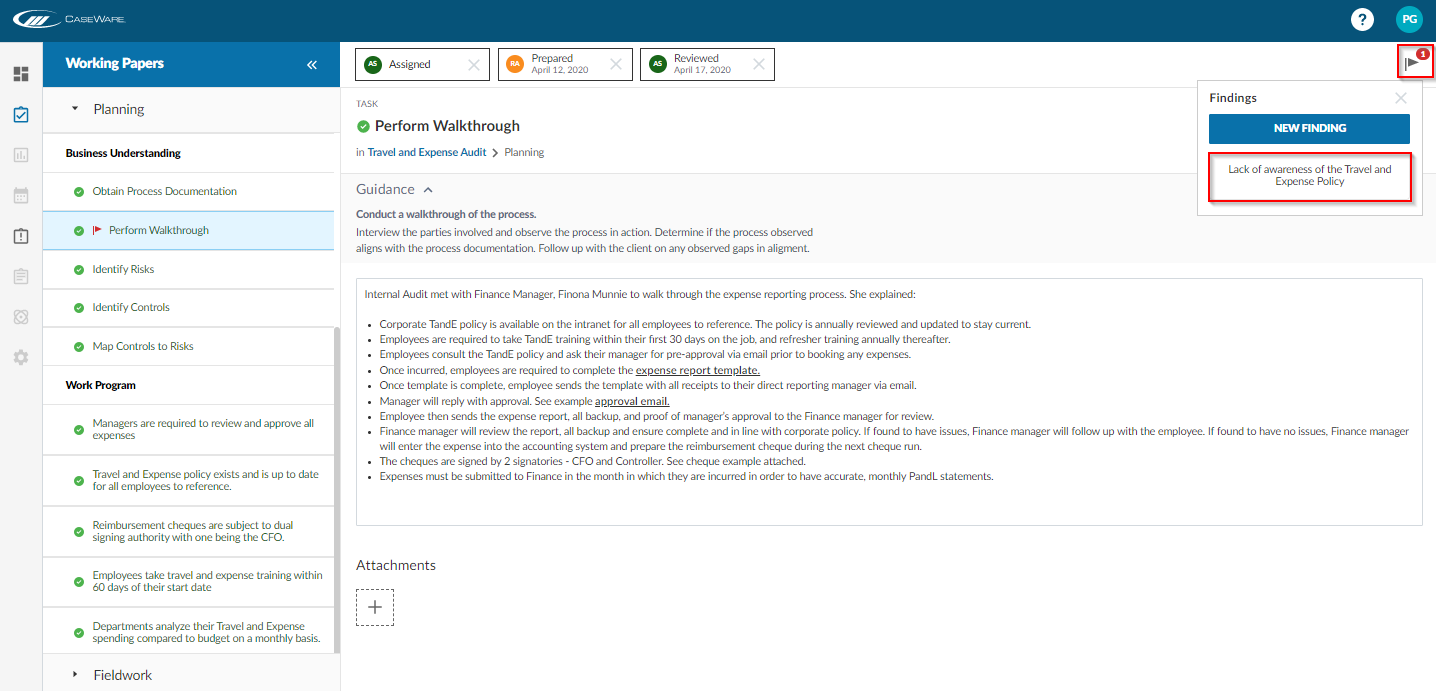 CASEWARE.
?
PG
Working Papers
«
Planning
Business Understanding
Obtain Process Documentation
Perform Walkthrough
Identify Risks
Identify Controls
Map Controls to Risks
Work Program
Managers are required to review and approve all
expenses
Travel and Expense policy exists and is up to date
for all employees to reference.
Reimbursement cheques are subject to dual
signing authority with one being the CFO.
Employees take travel and expense training within
60 days of their start date
Departments analyze their Travel and Expense
spending compared to budget on a monthly basis.
Fieldwork
AS Assigned
RA Prepared
April 12, 2020
AS Reviewed
April 17, 2020
1
TASK
Perform Walkthrough
in Travel and Expense Audit > Planning
Guidance
Conduct a walkthrough of the process.
Interview the parties involved and observe the process in action. Determine if the process observed
aligns with the process documentation. Follow up with the client on any observed gaps in aligment.
Findings
NEW FINDING
Lack of awareness of the Travel and
Expense Policy
Internal Audit met with Finance Manager, Finona Munnie to walk through the expense reporting process. She explained:
• Corporate TandE policy is available on the intranet for all employees to reference. The policy is annually reviewed and updated to stay current.
• Employees are required to take TandE training within their first 30 days on the job, and refresher training annually thereafter.
• Employees consult the TandE policy and ask their manager for pre-approval via email prior to booking any expenses.
• Once incurred, employees are required to complete the expense report template.
• Once template is complete, employee sends the template with all receipts to their direct reporting manager via email.
• Manager will reply with approval. See example approval email.
• Employee then sends the expense report, all backup, and proof of manager's approval to the Finance manager for review.
• Finance manager will review the report, all backup and ensure complete and in line with corporate policy. If found to have issues, Finance manager will follow up with the employee. If found to have no issues, Finance manager
will enter the expense into the accounting system and prepare the reimbursement cheque during the next cheque run.
• The cheques are signed by 2 signatories - CFO and Controller. See cheque example attached.
• Expenses must be submitted to Finance in the month in which they are incurred in order to have accurate, monthly PandL statements.
Attachments
+